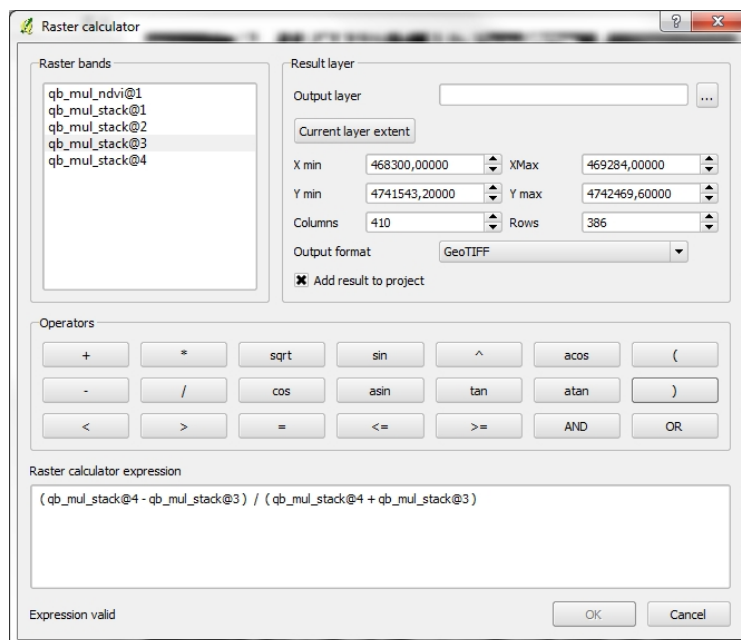 Raster calculator
Raster bands
qb_mul_ndvi@1
qb_mul_stack@1
qb_mul_stack@2
qb_mul_stack@3
qb_mul_stack@4
Result layer
Output layer
...
Current layer extent
X min 468300,00000 XMax 469284,00000
Y min 4741543,20000 Y max 4742469,60000
Columns 410 Rows 386
Output format GeoTIFF
Add result to project
Operators
+ * sqrt sin ^ acos (
- / cos asin tan atan )
< > = <= >= AND OR
Raster calculator expression
( qb_mul_stack@4 - qb_mul_stack@3 ) / ( qb_mul_stack@4 + qb_mul_stack@3 )
Expression valid
OK Cancel